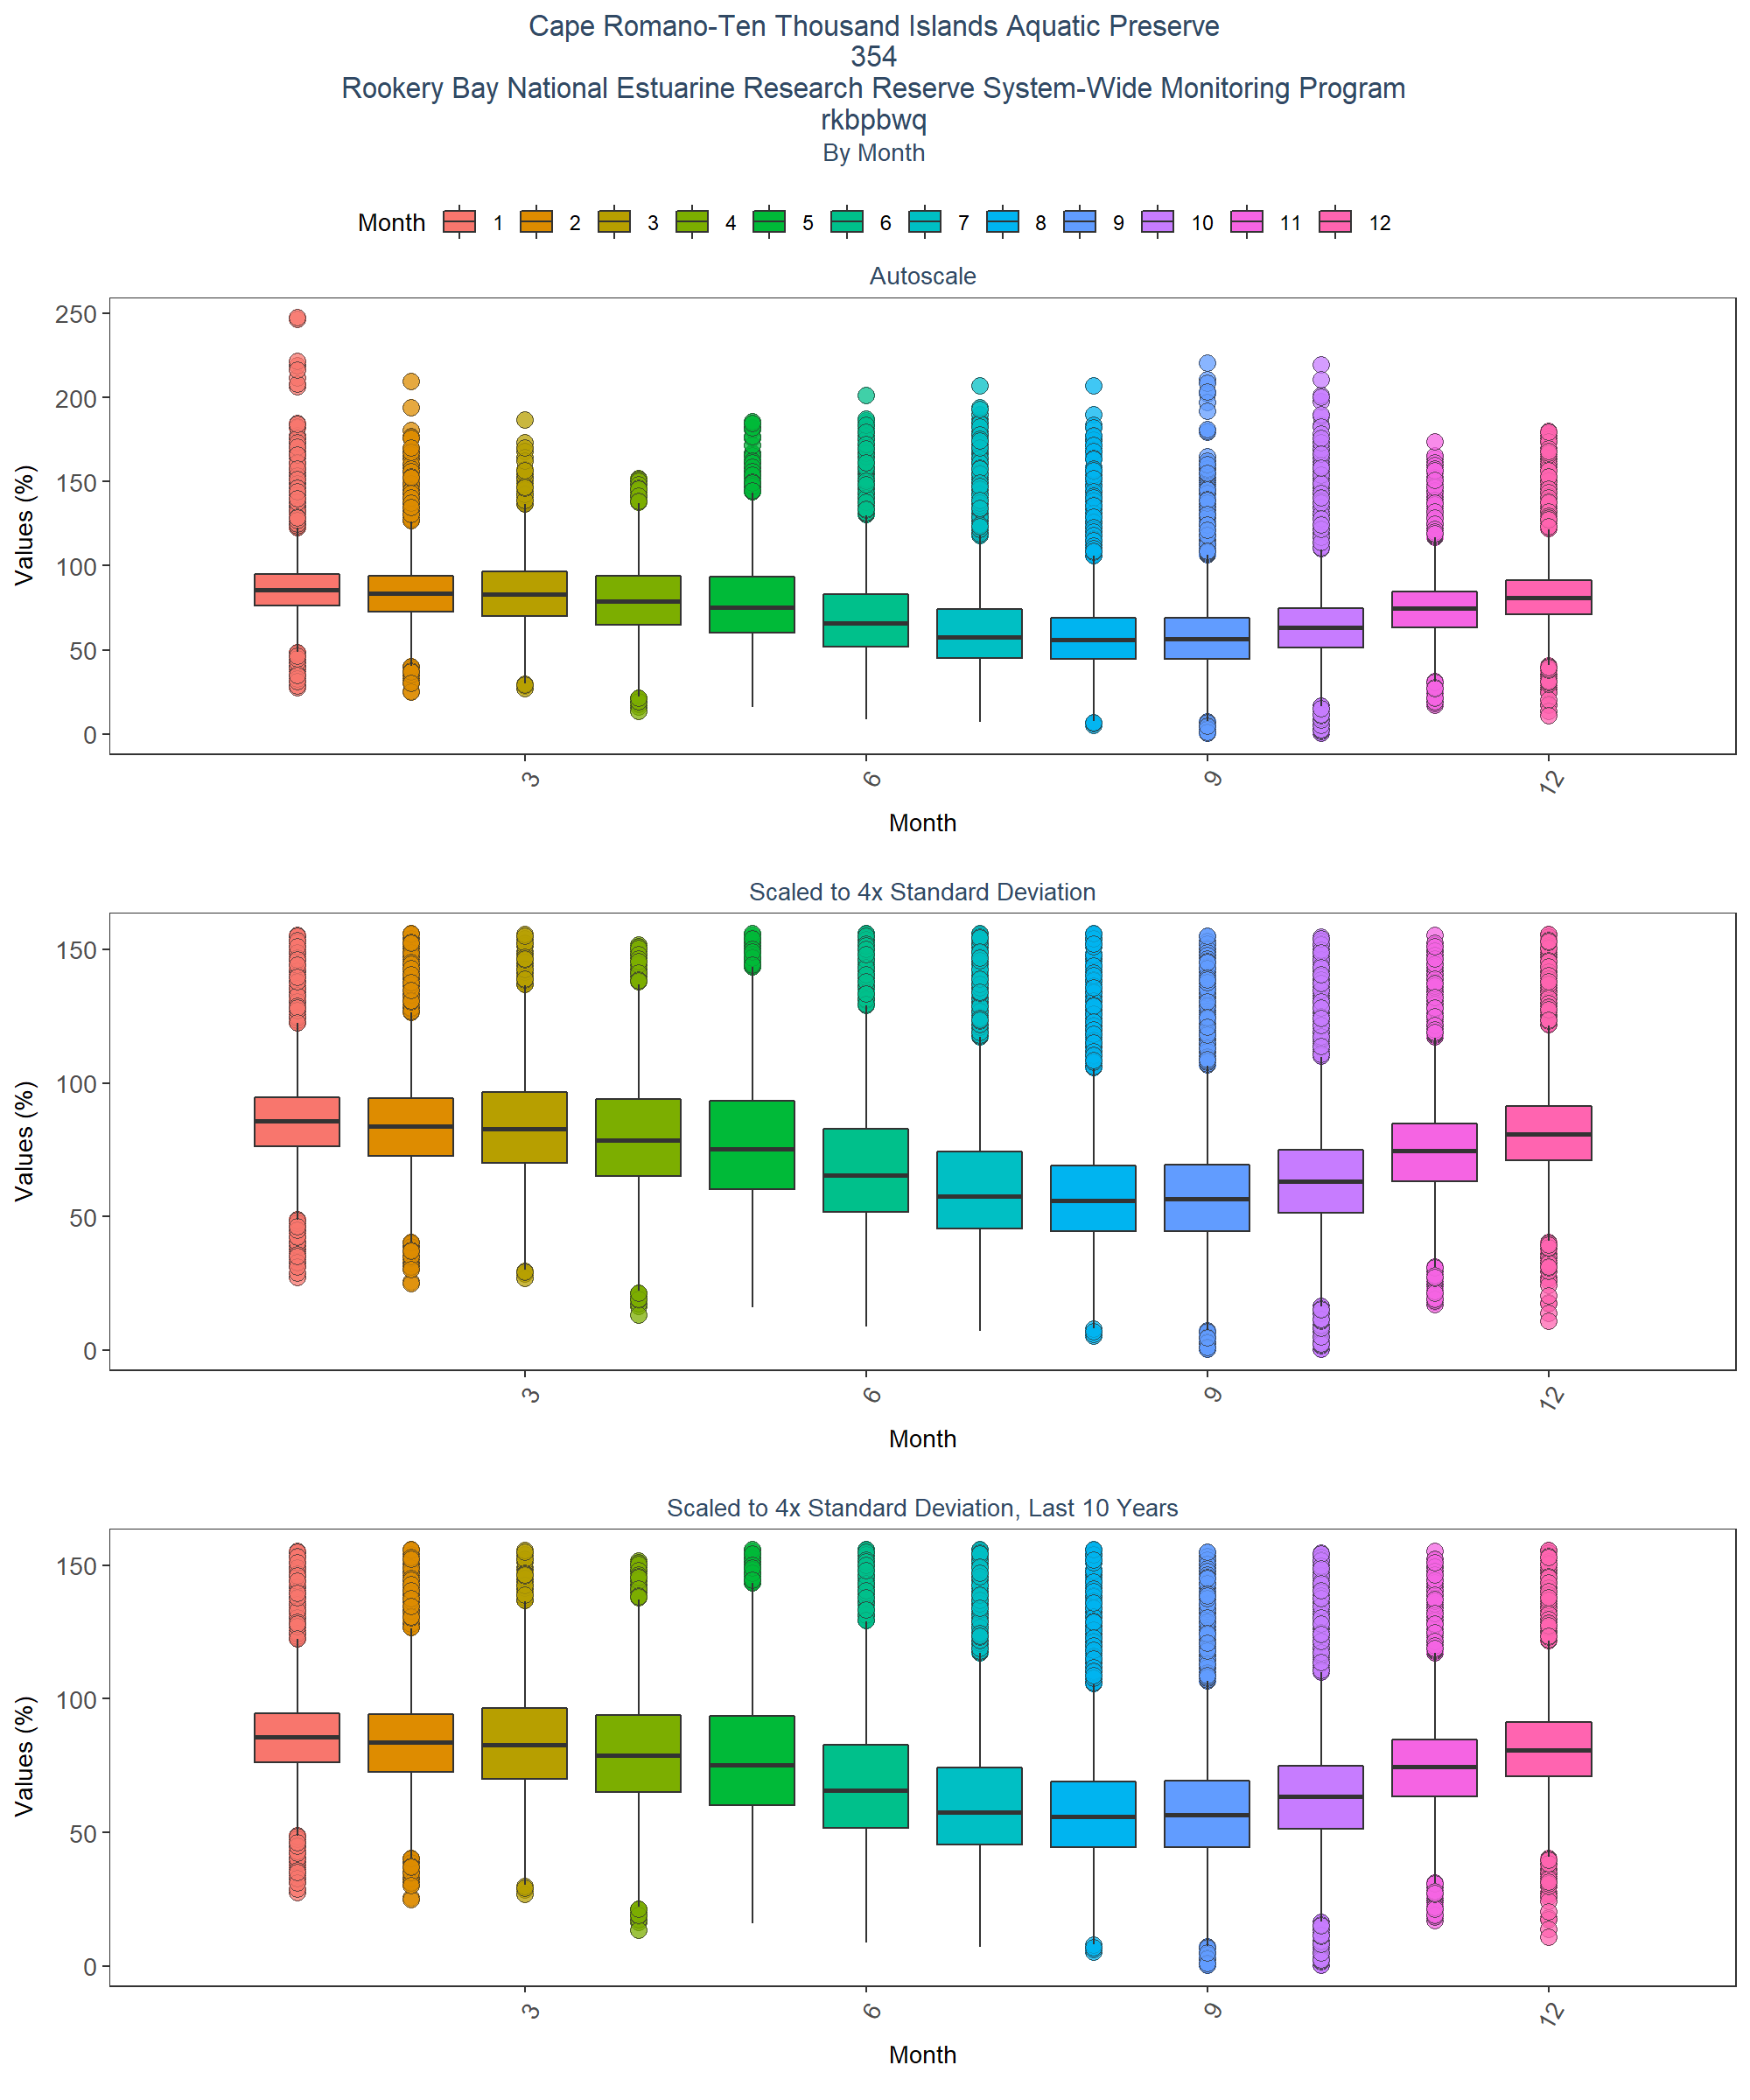 Cape Romano-Ten Thousand Islands Aquatic Preserve
354
Rookery Bay National Estuarine Research Reserve System-Wide Monitoring Program
rkbpbwq
By Month
Month 1 2 3 4 5 6 7 8 9 10 11 12
Autoscale
250
200
150
100
50
0
Values (%)
3 6 9 12
Month
Scaled to 4x Standard Deviation
150
100
50
0
Values (%)
3 6 9 12
Month
Scaled to 4x Standard Deviation, Last 10 Years
150
100
50
0
Values (%)
3 6 9 12
Month